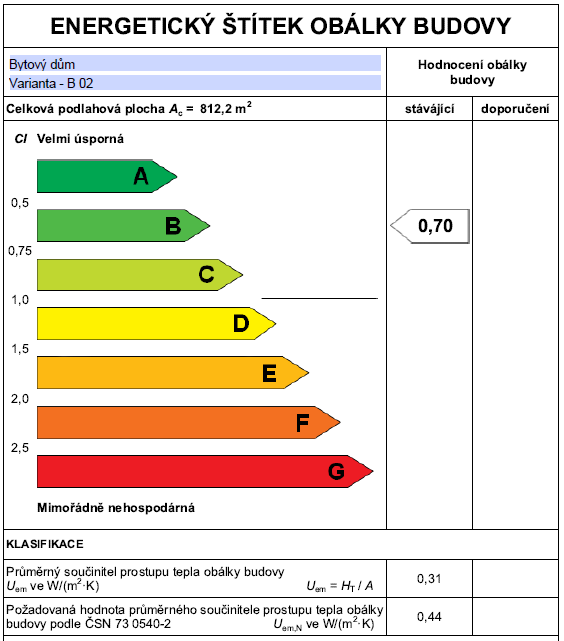 ENERGETICKÝ ŠTÍTEK OBÁLKY BUDOVY
Bytový dům
Varianta - B 02
Hodnocení obálky
budovy
Celková podlahová plocha Ac = 812,2 m²
stávající
doporučení
CI Velmi úsporná
A
0,5
B
0,70
0,75
C
1,0
D
1,5
E
2,0
F
2,5
G
Mimořádně nehospodárná
KLASIFIKACE
Průměrný součinitel prostupu tepla obálky budovy
Uem ve W/(m²·K) Uem = HT / A
0,31
Požadovaná hodnota průměrného součinitele prostupu tepla obálky
budovy podle ČSN 73 0540-2 Uem,N ve W/(m²·K)
0,44